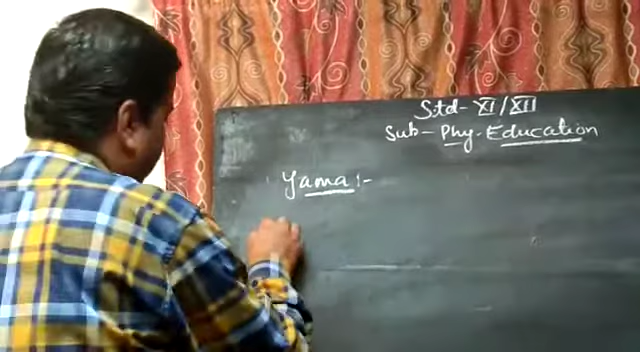 Std- XI/XII
Sub- Phy. Education
Yama :-